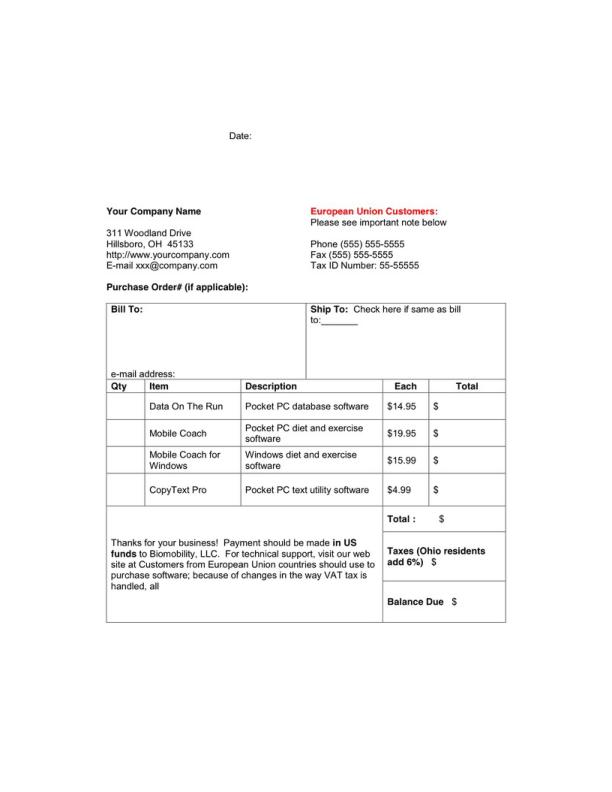 Date:
Your Company Name
311 Woodland Drive
Hillsboro, OH  45133
http://www.yourcompany.com
E-mail xxx@company.com
European Union Customers:
Please see important note below
Phone (555) 555-5555
Fax (555) 555-5555
Tax ID Number: 55-55555
Purchase Order# (if applicable):
Bill To:
e-mail address:
Ship To:  Check here if same as bill
to:_______
Qty Item Description Each Total
Data On The Run Pocket PC database software $14.95 $
Mobile Coach Pocket PC diet and exercise
software $19.95 $
Mobile Coach for
Windows Windows diet and exercise
software $15.99 $
CopyText Pro Pocket PC text utility software $4.99 $
Total : $
Thanks for your business!  Payment should be made in US
funds to Biomobility, LLC.  For technical support, visit our web
site at Customers from European Union countries should use to
purchase software; because of changes in the way VAT tax is
handled, all
Taxes (Ohio residents
add 6%)  $
Balance Due  $